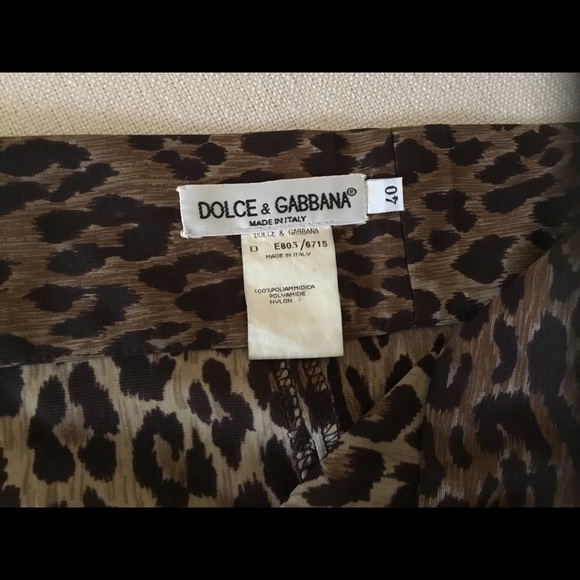 DOLCE & GABBANA®
MADE IN ITALY
40
DOLCE & GABBANA
D E803/6715
MADE IN ITALY
100%POLIAMMIDICA
POLYAMIDE
NYLON